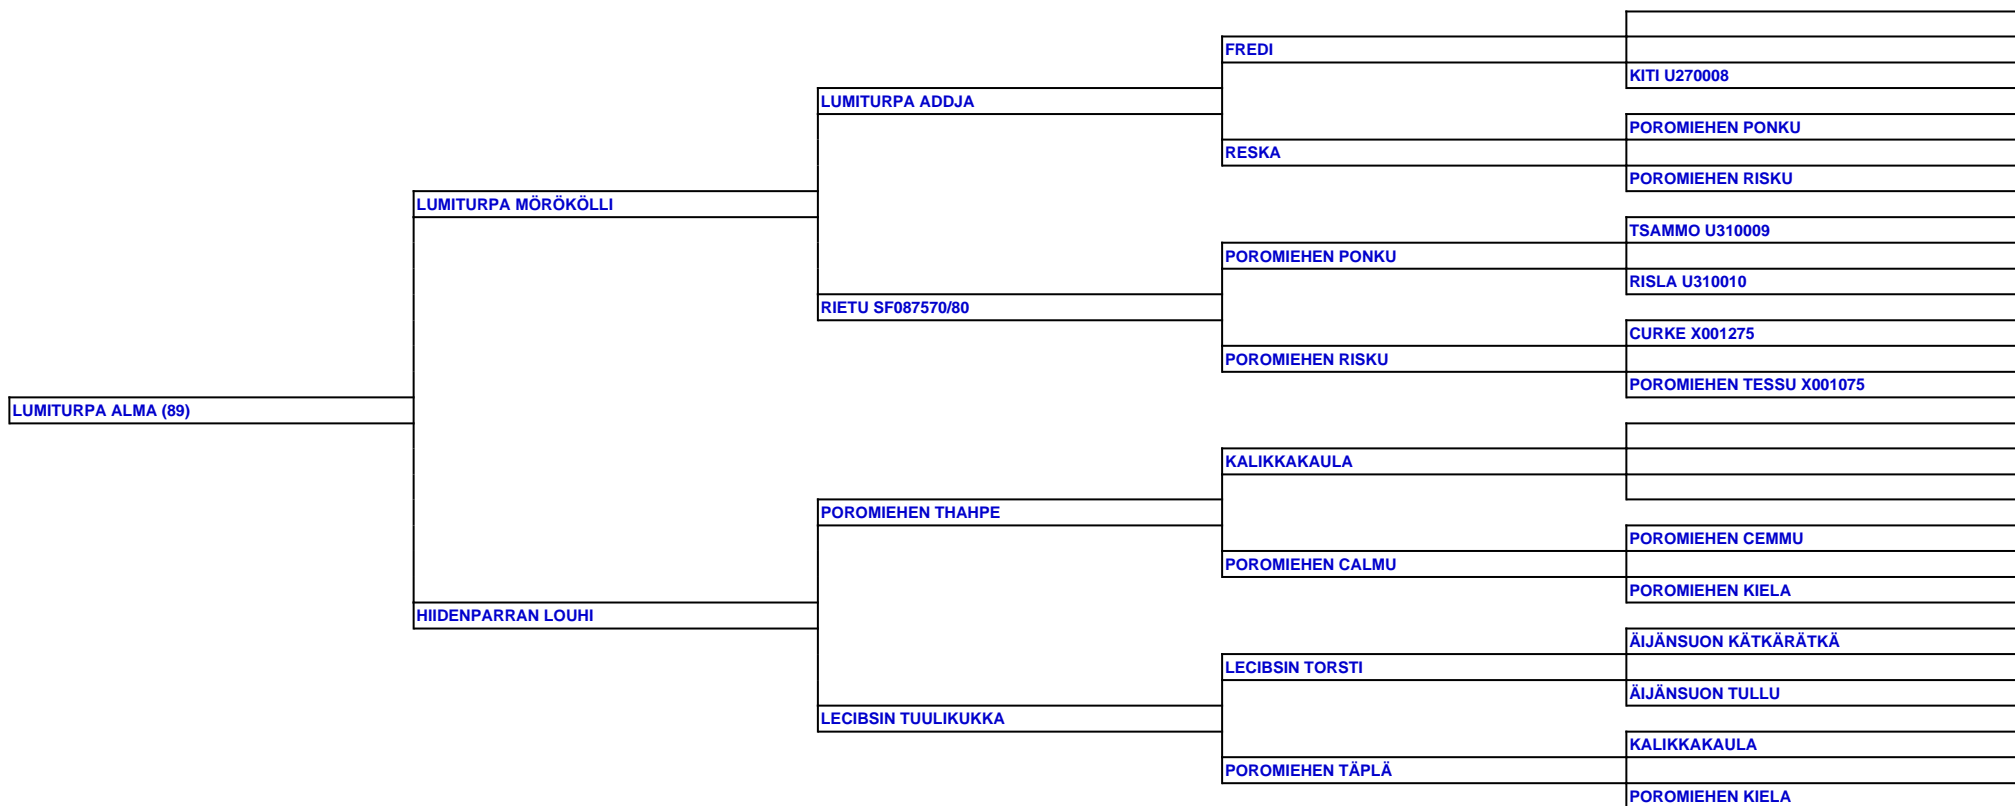 FREDI
KITI U270008
LUMITURPA ADDJA
POROMIEHEN PONKU
RESKA
POROMIEHEN RISKU
LUMITURPA MÖRÖKÖLLI
TSAMMO U310009
POROMIEHEN PONKU
RISLA U310010
RIETU SF087570/80
CURKE X001275
POROMIEHEN RISKU
POROMIEHEN TESSU X001075
LUMITURPA ALMA (89)
KALIKKAKAULA
POROMIEHEN THAHPE
POROMIEHEN CEMMU
POROMIEHEN CALMU
POROMIEHEN KIELA
HIIDENPARRAN LOUHI
ÄIJÄNSUON KÄTKÄRÄTKÄ
LECIBSIN TORSTI
ÄIJÄNSUON TULLU
LECIBSIN TUULIKUKKA
KALIKKAKAULA
POROMIEHEN TÄPLÄ
POROMIEHEN KIELA